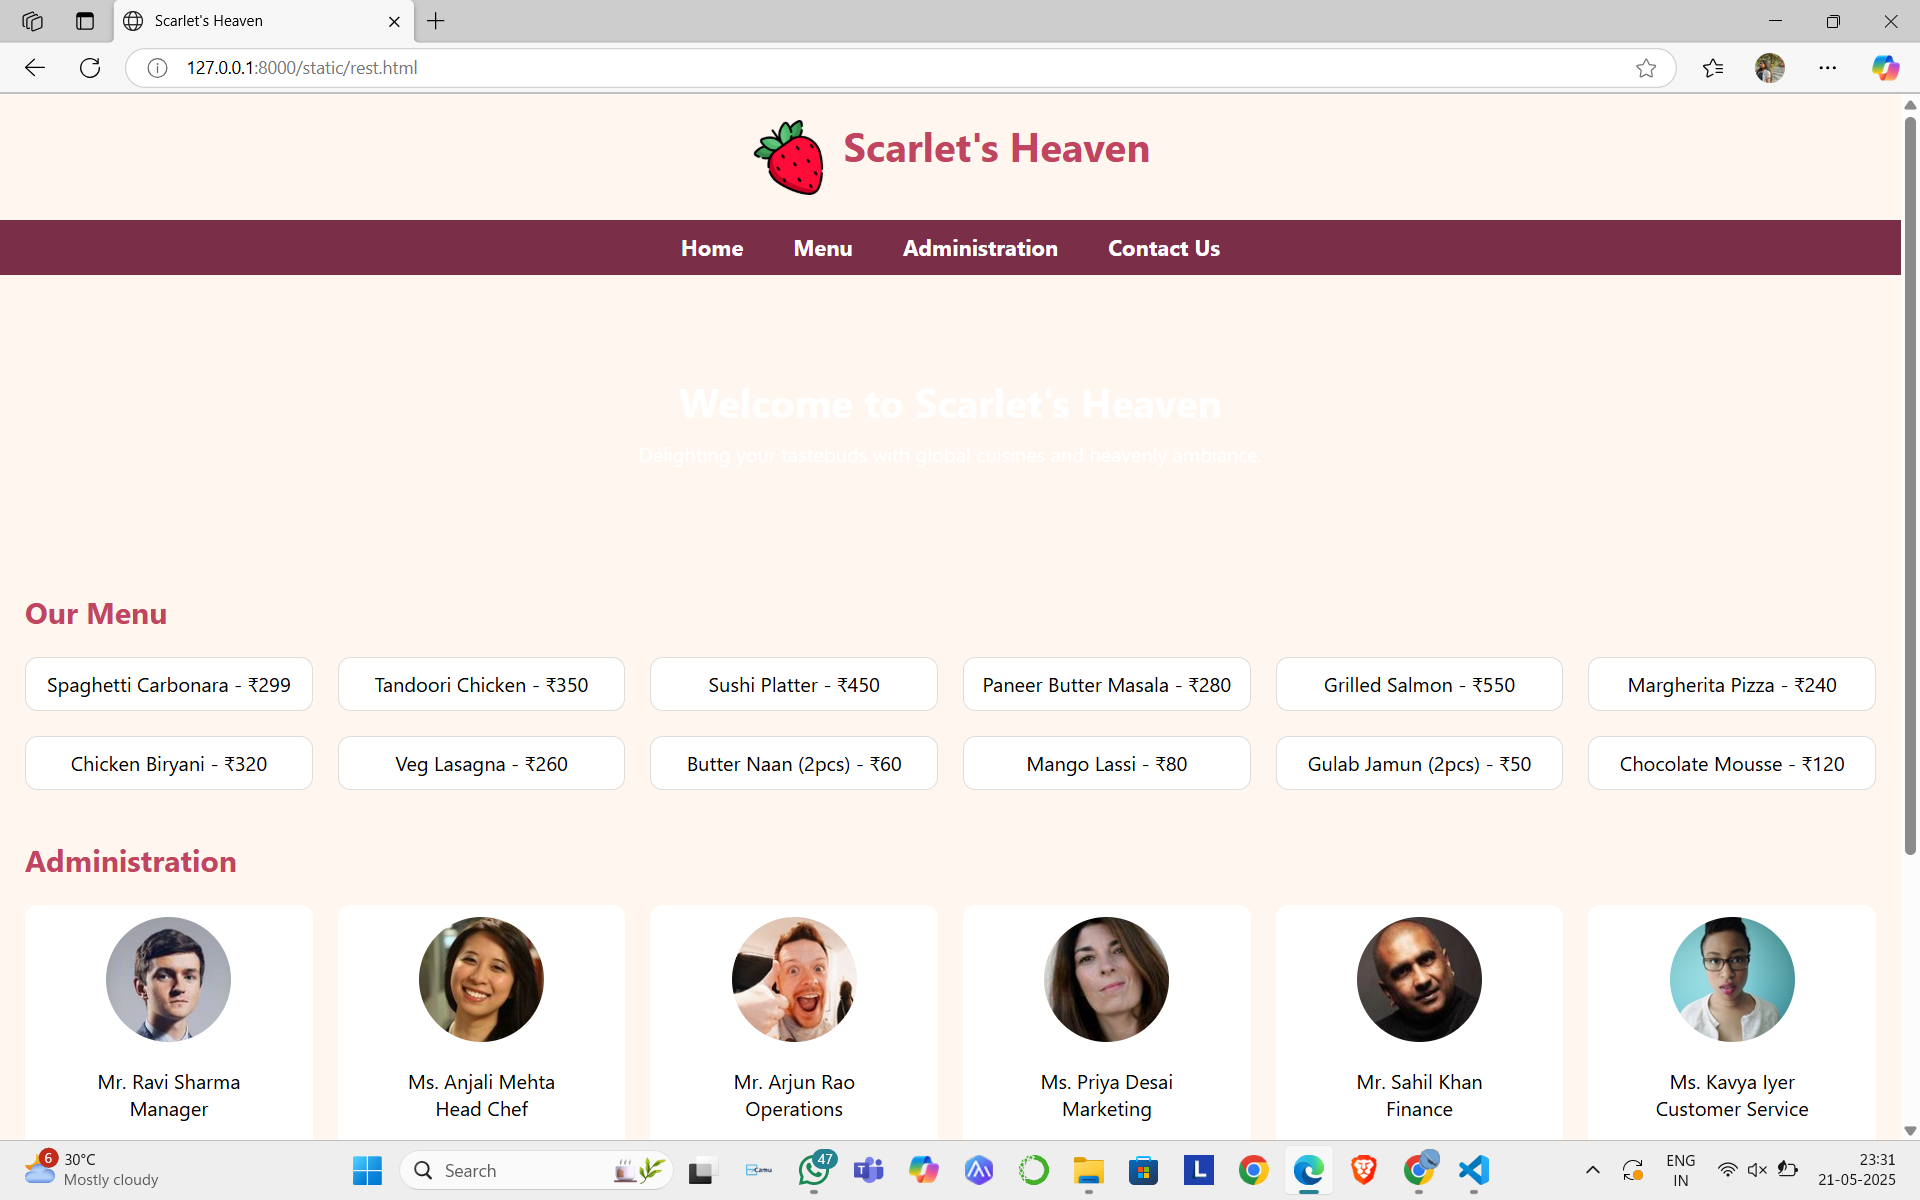 Scarlet's Heaven
127.0.0.1:8000/static/rest.html
Scarlet's Heaven
Home Menu Administration Contact Us
Welcome to Scarlet's Heaven
Delighting your tastebuds with global cuisines and heavenly ambiance.
Our Menu
Spaghetti Carbonara - ₹299 Tandoori Chicken - ₹350 Sushi Platter - ₹450 Paneer Butter Masala - ₹280 Grilled Salmon - ₹550 Margherita Pizza - ₹240
Chicken Biryani - ₹320 Veg Lasagna - ₹260 Butter Naan (2pcs) - ₹60 Mango Lassi - ₹80 Gulab Jamun (2pcs) - ₹50 Chocolate Mousse - ₹120
Administration
Mr. Ravi Sharma Ms. Anjali Mehta Mr. Arjun Rao Ms. Priya Desai Mr. Sahil Khan Ms. Kavya Iyer
Manager Head Chef Operations Marketing Finance Customer Service
6 30°C
Mostly cloudy
Search
Camu
47
L
ENG
IN
23:31
21-05-2025